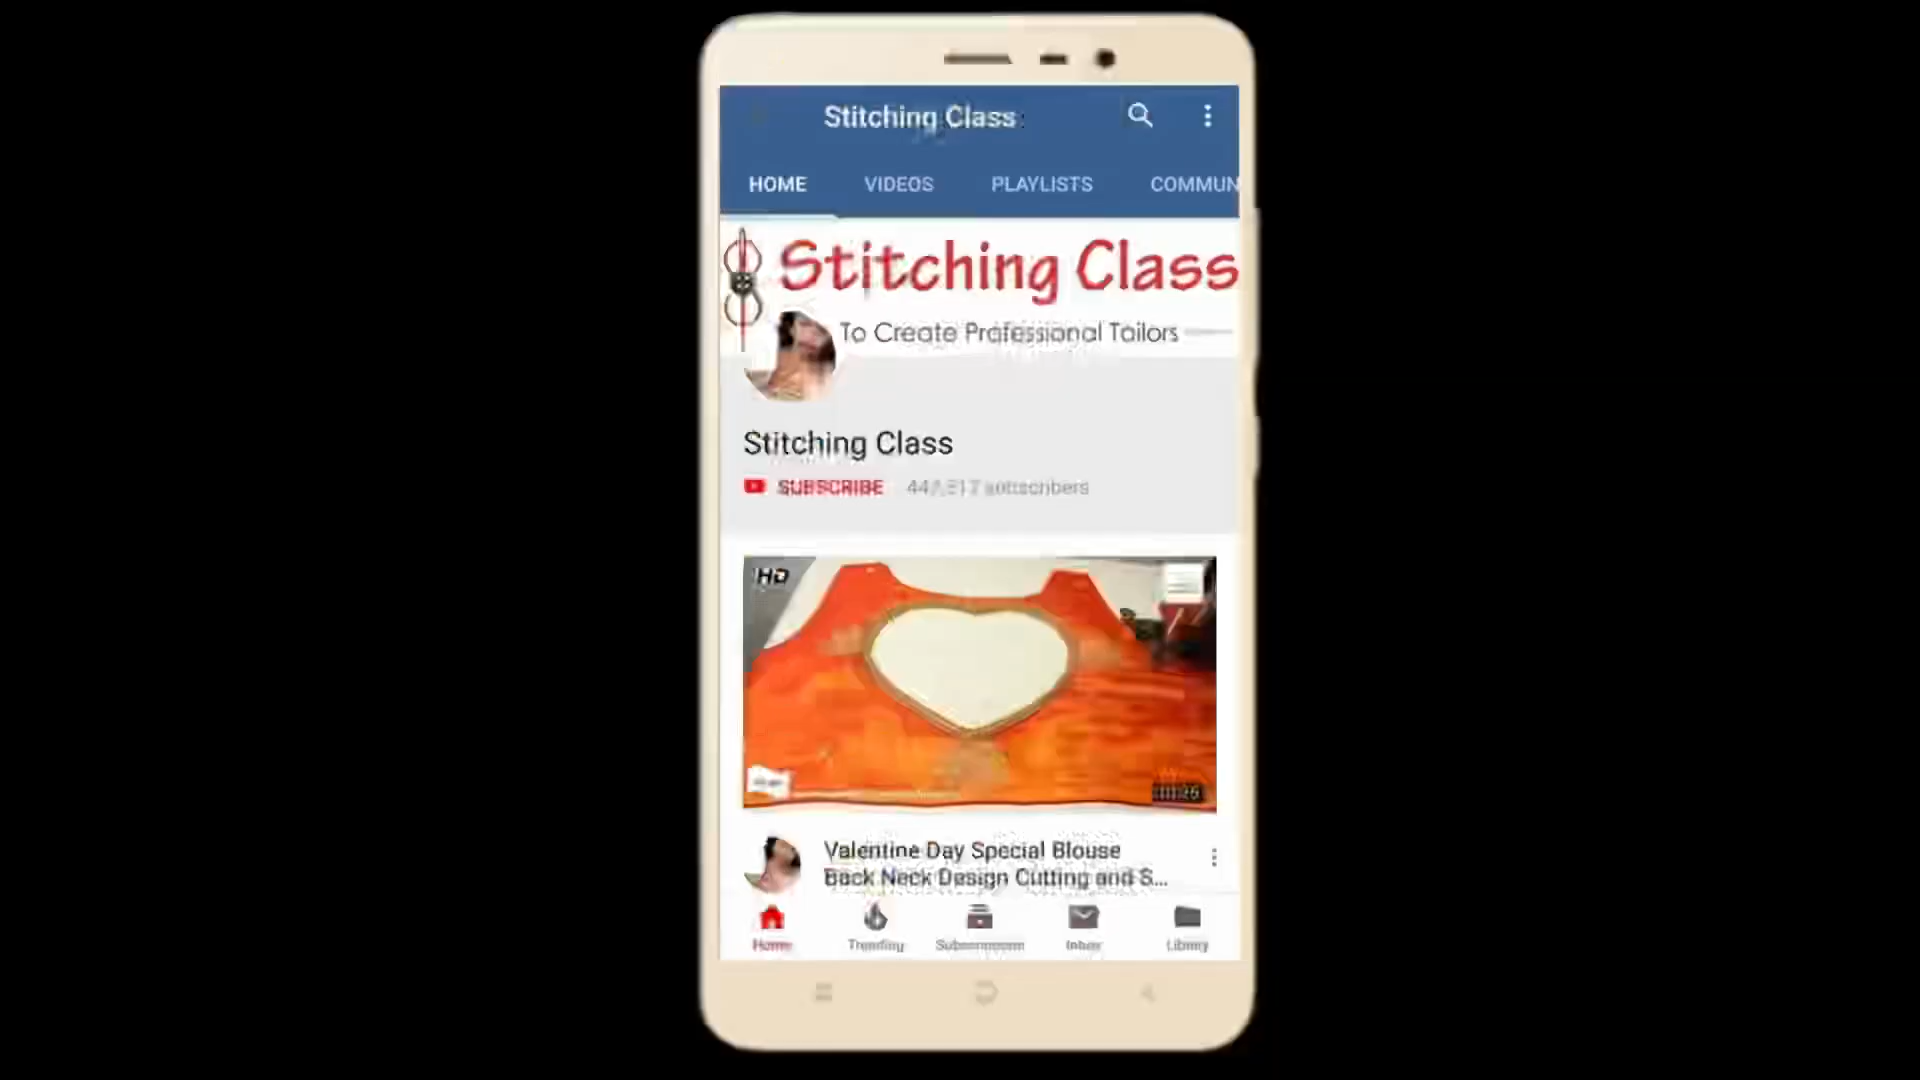 Stitching Class
HOME VIDEOS PLAYLISTS COMMUN
Stitching Class
To Create Professional Tailors
Stitching Class
SUBSCRIBE subscribers
HD
Valentine Day Special Blouse
Back Neck Design Cutting and S...
Home Trending Inbox Library